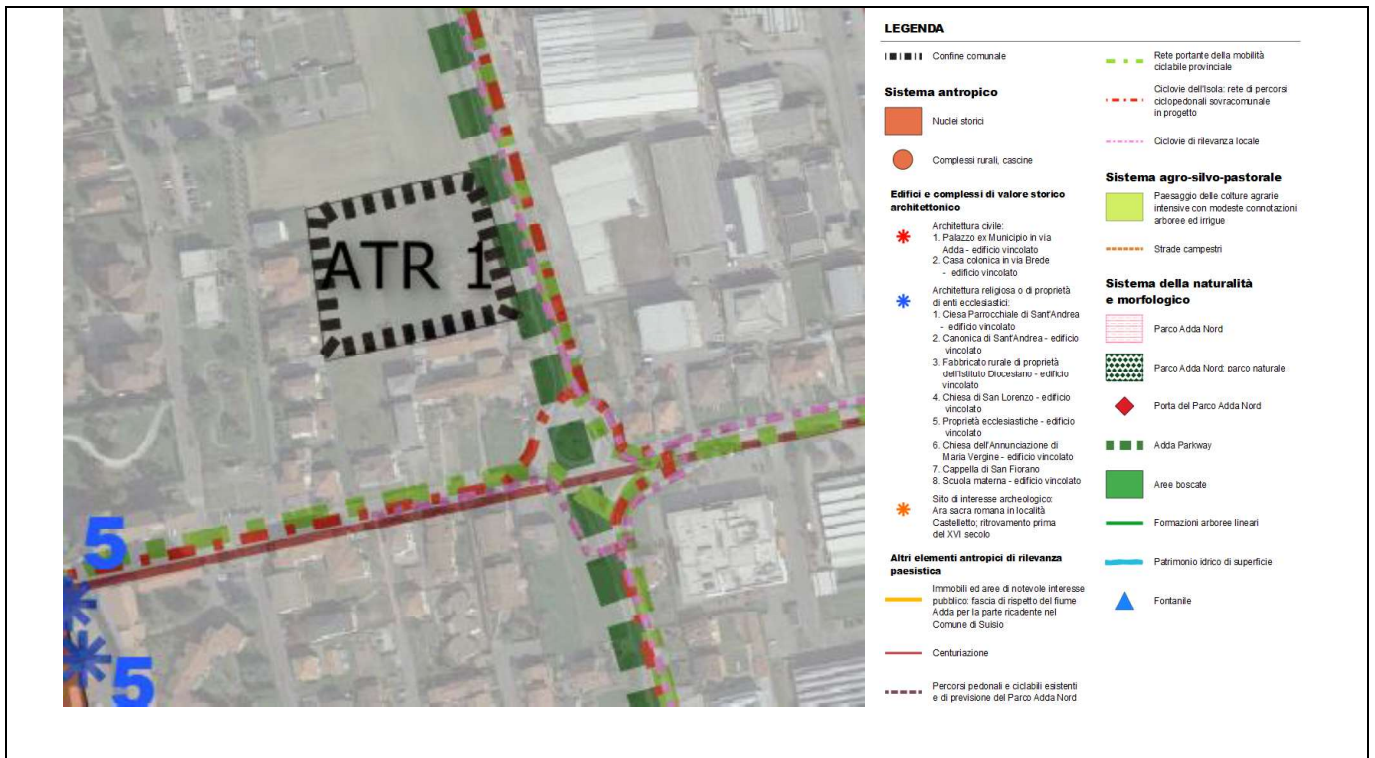 ATR 1
5
5
LEGENDA
Confine comunale
Sistema antropico
Nuclei storici
Complessi rurali, cascine
Edifici e complessi di valore storico
architettonico
Architettura civile:
1. Palazzo ex Municipio in via
Adda - edificio vincolato
2. Casa colonica in via Brede
- edificio vincolato
Architettura religiosa o di proprietà
di enti ecclesiastici:
1. Ciesa Parrocchiale di Sant'Andrea
- edificio vincolato
2. Canonica di Sant'Andrea - edificio
vincolato
3. Fabbricato rurale di proprietà
dell'Istituto Diocesano - edificio
vincolato
4. Chiesa di San Lorenzo - edificio
vincolato
5. Proprietà ecclesiastiche - edificio
vincolato
6. Chiesa dell'Annunciazione di
Maria Vergine - edificio vincolato
7. Cappella di San Fiorano
8. Scuola materna - edificio vincolato
Sito di interesse archeologico:
Ara sacra romana in località
Castelletto; ritrovamento prima
del XVI secolo
Altri elementi antropici di rilevanza
paesistica
Immobili ed aree di notevole interesse
pubblico: fascia di rispetto del fiume
Adda per la parte ricadente nel
Comune di Suisio
Centuriazione
Percorsi pedonali e ciclabili esistenti
e di previsione del Parco Adda Nord
Rete portante della mobilità
ciclabile provinciale
Ciclovie dell'Isola: rete di percorsi
ciclopedonali sovracomunale
in progetto
Ciclovie di rilevanza locale
Sistema agro-silvo-pastorale
Paesaggio delle colture agrarie
intensive con modeste connotazioni
arboree ed irrigue
Strade campestri
Sistema della naturalità
e morfologico
Parco Adda Nord
Parco Adda Nord: parco naturale
Porta del Parco Adda Nord
Adda Parkway
Aree boscate
Formazioni arboree lineari
Patrimonio idrico di superficie
Fontanile